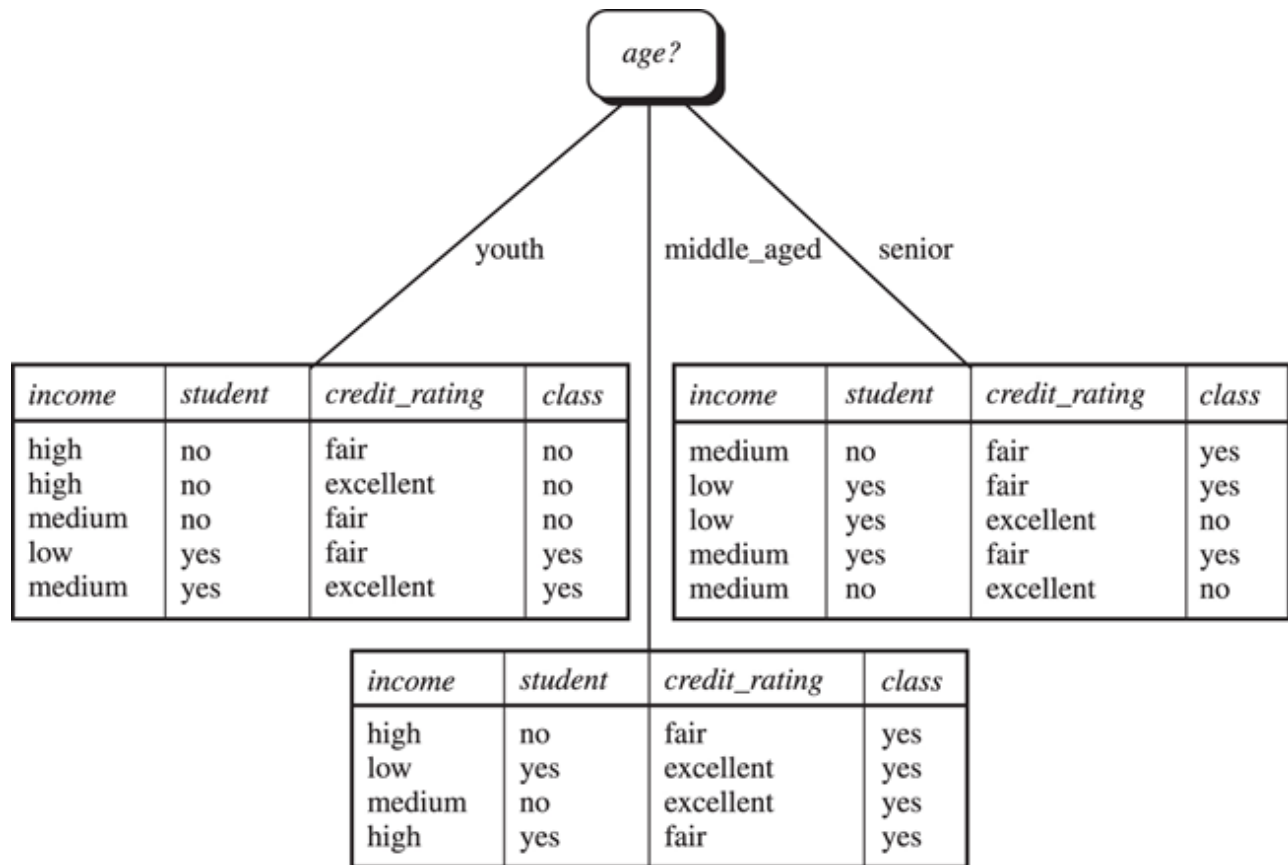 age?
youth middle_aged senior
income student credit_rating class
high no fair no
high no excellent no
medium no fair no
low yes fair yes
medium yes excellent yes
income student credit_rating class
medium no fair yes
low yes fair yes
low yes excellent no
medium yes fair yes
medium no excellent no
income student credit_rating class
high no fair yes
low yes excellent yes
medium no excellent yes
high yes fair yes